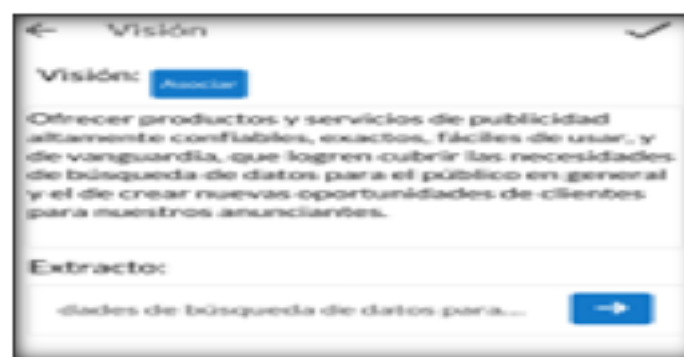 Visión
Visión: Asociar
Ofrecer productos y servicios de publicidad
altamente confiables, exactos, fáciles de usar, y
de vanguardia, que logren cubrir las necesidades
de búsqueda de datos para el público en general
y el de crear nuevas oportunidades de clientes
para nuestros anunciantes.
Extracto:
dades de búsqueda de datos para...